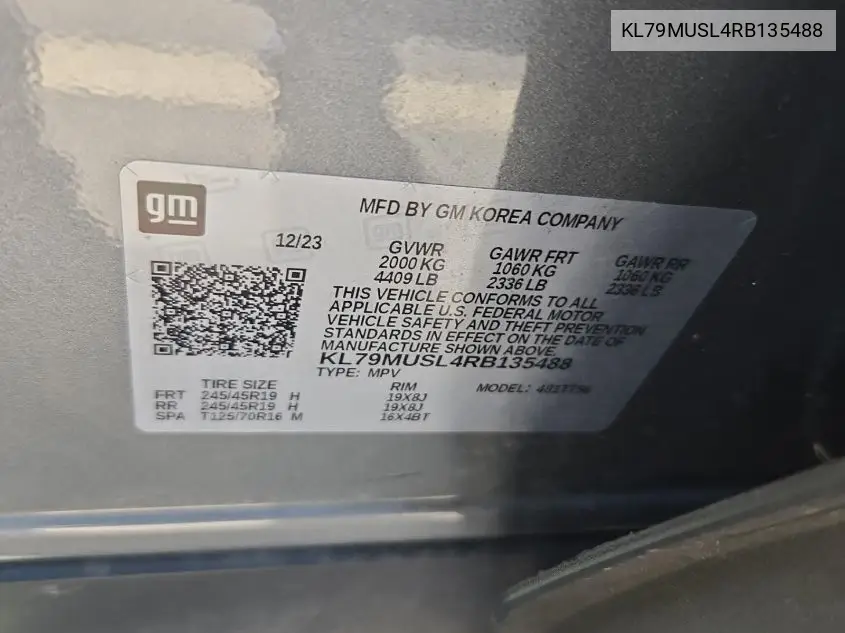 KL79MUSL4RB135488
gm
MFD BY GM KOREA COMPANY
12/23
GVWR GAWR FRT GAWR RR
2000 KG 1060 KG 1060 KG
4409 LB 2336 LB 2336 LB
THIS VEHICLE CONFORMS TO ALL
APPLICABLE U.S. FEDERAL MOTOR
VEHICLE SAFETY AND THEFT PREVENTION
STANDARDS IN EFFECT ON THE DATE OF
MANUFACTURE SHOWN ABOVE.
KL79MUSL4RB135488
TYPE: MPV
TIRE SIZE RIM MODEL:
FRT 245/45R19 H 19X8J
RR 245/45R19 H 19X8J
SPA T125/70R16 M 16X4BT